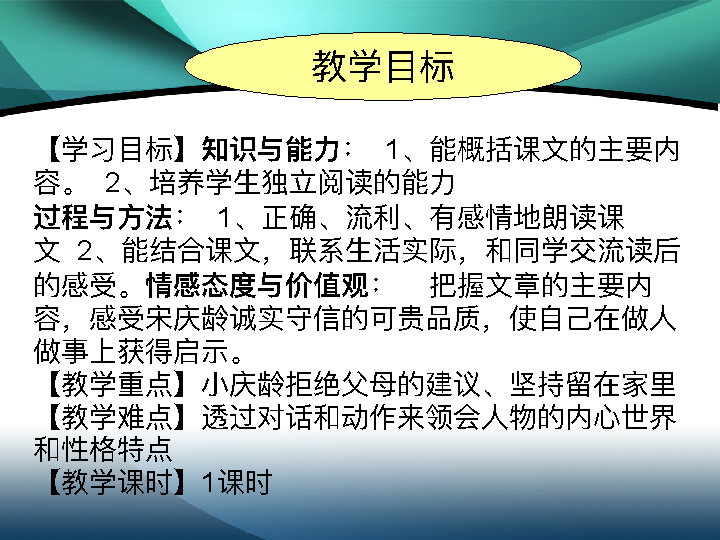 教学目标
【学习目标】知识与能力： 1、能概括课文的主要内
容。 2、培养学生独立阅读的能力
过程与方法： 1、正确、流利、有感情地朗读课
文 2、能结合课文，联系生活实际，和同学交流读后
的感受。情感态度与价值观： 把握文章的主要内
容，感受宋庆龄诚实守信的可贵品质，使自己在做人
做事上获得启示。
【教学重点】小庆龄拒绝父母的建议、坚持留在家里
【教学难点】透过对话和动作来领会人物的内心世界
和性格特点
【教学课时】1课时